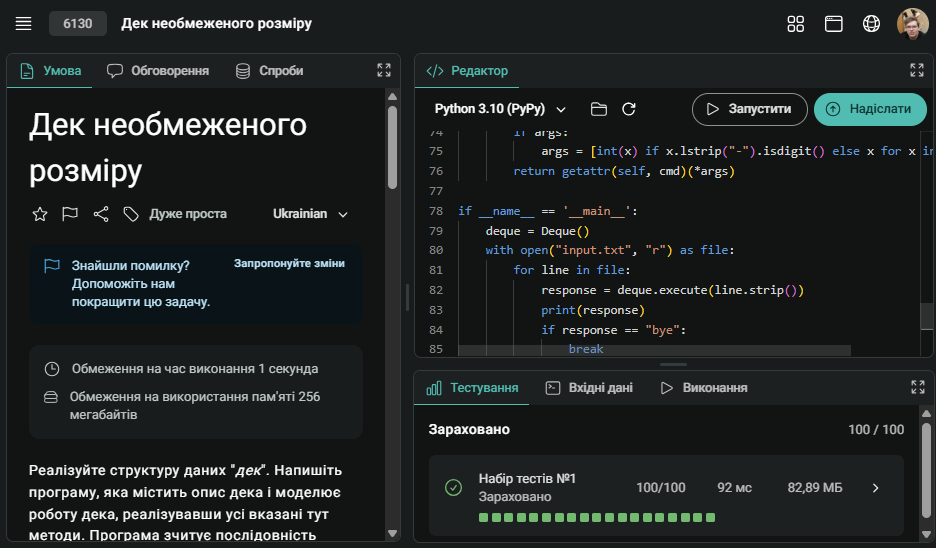 6130 Дек необмеженого розміру
Умова Обговорення Спроби
Дек необмеженого
розміру
Дуже проста Ukrainian
Знайшли помилку? Запропонуйте зміни
Допоможіть нам
покращити цю задачу.
Обмеження на час виконання 1 секунда
Обмеження на використання пам'яті 256
мегабайтів
Реалізуйте структуру даних "дек". Напишіть
програму, яка містить опис дека і моделює
роботу дека, реалізувавши усі вказані тут
методи. Програма зчитує послідовність
</> Редактор
Python 3.10 (PyPy) Запустити Надіслати
74 if args:
75 args = [int(x) if x.lstrip("-").isdigit() else x for x in
76 return getattr(self, cmd)(*args)
77
78 if __name__ == '__main__':
79 deque = Deque()
80 with open("input.txt", "r") as file:
81 for line in file:
82 response = deque.execute(line.strip())
83 print(response)
84 if response == "bye":
85 break
Тестування Вхідні дані Виконання
Зараховано 100 / 100
Набір тестів №1 100/100 92 мс 82,89 МБ
Зараховано